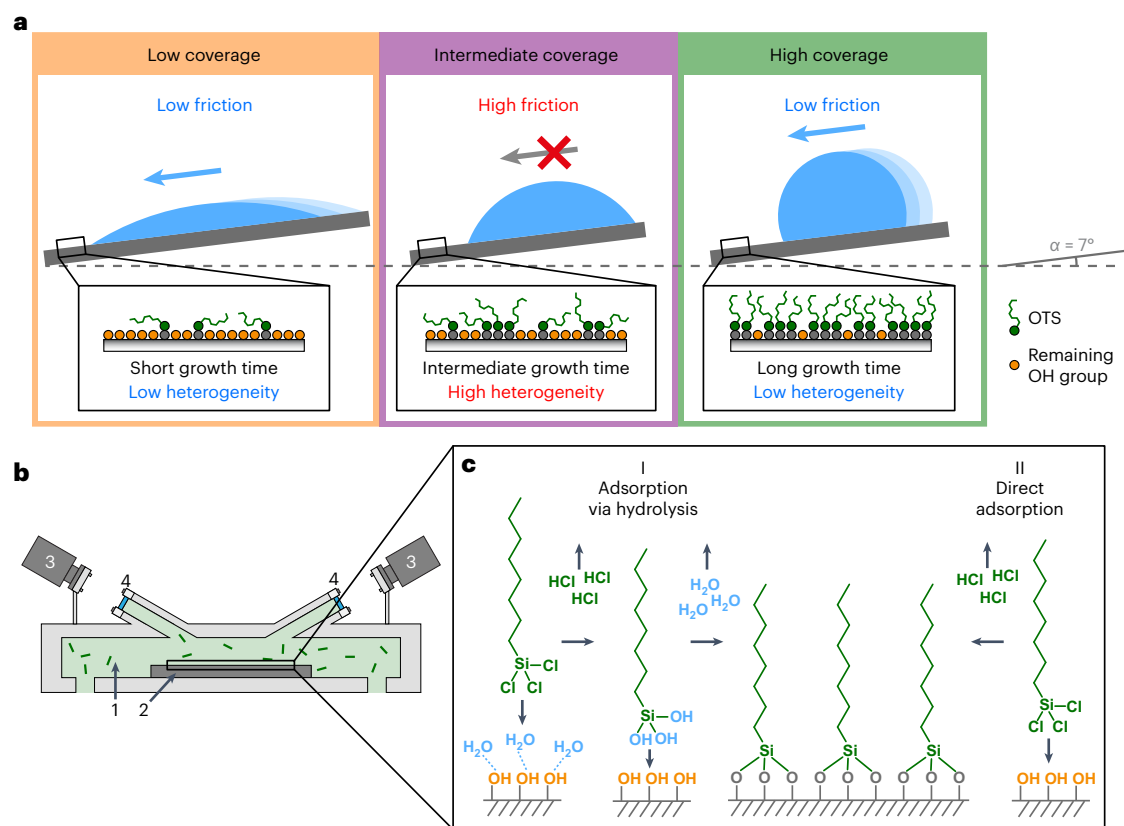 a
Low coverage
Intermediate coverage
High coverage
Low friction
High friction
Low friction
α = 7°
OTS
Remaining
OH group
Short growth time
Low heterogeneity
Intermediate growth time
High heterogeneity
Long growth time
Low heterogeneity
b
3
3
4
4
1
2
c
I
Adsorption
via hydrolysis
II
Direct
adsorption
HCl HCl
HCl
H₂O
H₂O H₂O
HCl HCl
HCl
Si Cl
Cl Cl
Si OH
OH OH
Si
Si
Si
Si Cl
Cl Cl
H₂O H₂O H₂O
OH OH OH
OH OH OH
O O O O O O O O O
OH OH OH